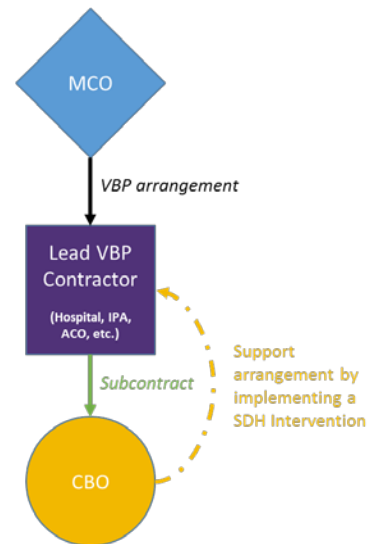 MCO
VBP arrangement
Lead VBP
Contractor
(Hospital, IPA,
ACO, etc.)
Subcontract
Support
arrangement by
implementing a
SDH Intervention
CBO